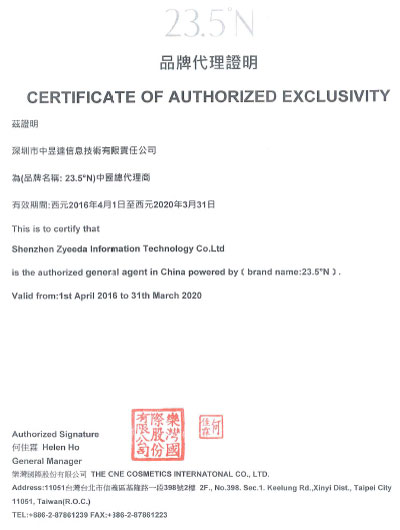 23.5°N
品牌代理證明
CERTIFICATE OF AUTHORIZED EXCLUSIVITY
茲證明
深圳市中昱達信息技術有限責任公司
為(品牌名稱: 23.5°N)中國總代理商
有效期間:西元2016年4月1日至西元2020年3月31日
This is to certify that
Shenzhen Zyeeda Information Technology Co.Ltd
is the authorized general agent in China powered by ( brand name:23.5°N ) .
Valid from:1st April 2016 to 31th March 2020
樂灣國際股份有限公司
何佳霖
Authorized Signature
何佳霖 Helen Ho
General Manager
樂灣國際股份有限公司 THE CNE COSMETICS INTERNATONAL CO., LTD.
Address:11051台灣台北市信義區基隆路一段398號2樓 2F., No.398. Sec.1. Keelung Rd.,Xinyi Dist., Taipei City
11051, Taiwan(R.O.C.)
TEL:+886-2-87861239 FAX:+386-2-87861223